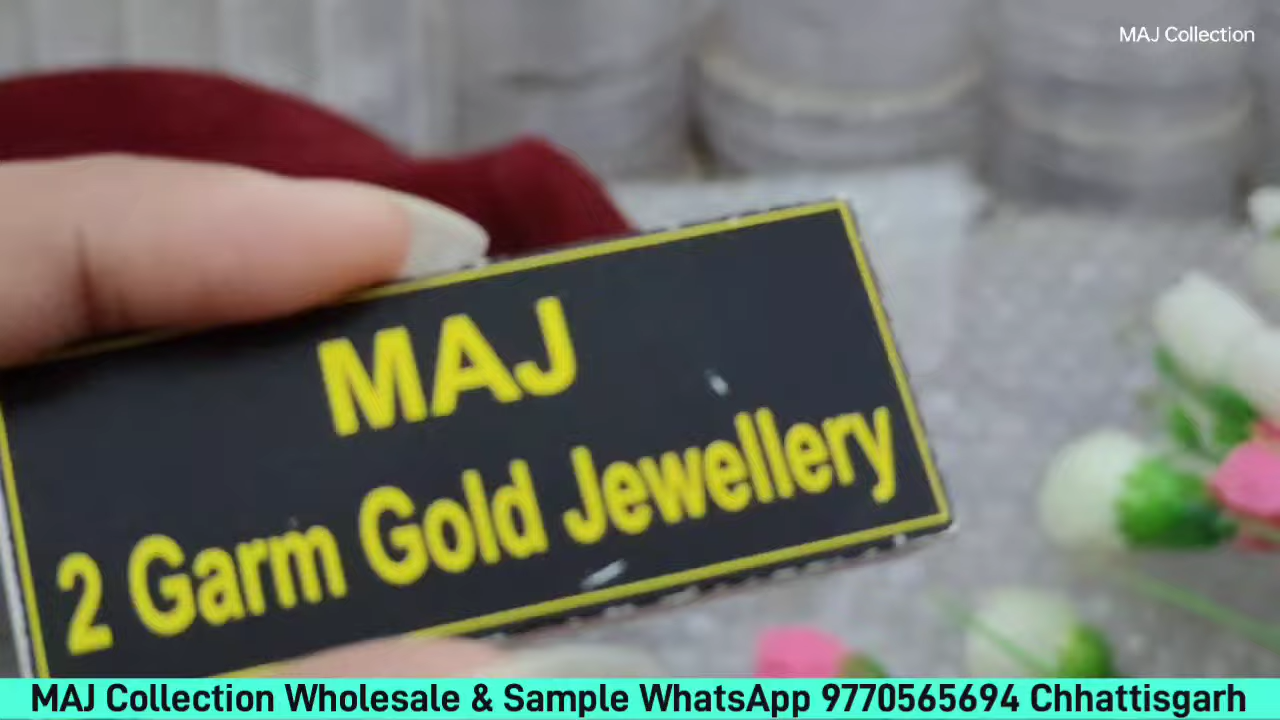 MAJ Collection
MAJ
2 Garm Gold Jewellery
MAJ Collection Wholesale & Sample WhatsApp 9770565694 Chhattisgarh